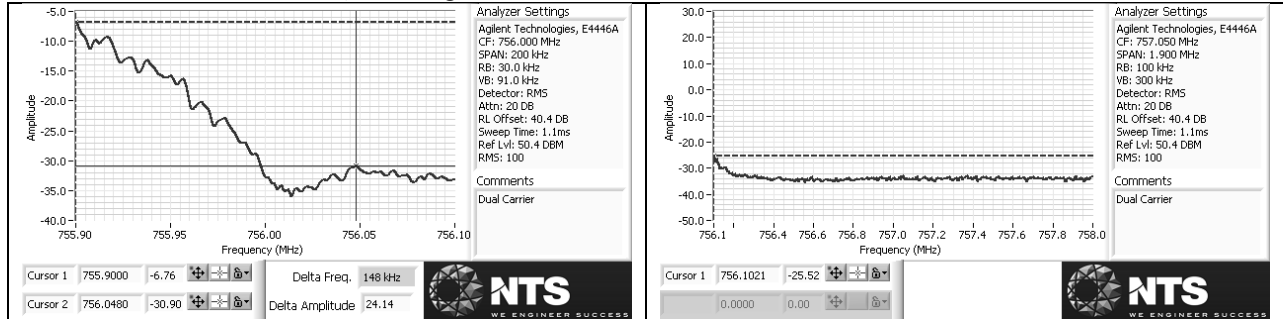 -5.0
-10.0
-15.0
-20.0
-25.0
-30.0
-35.0
-40.0
Amplitude
755.90 755.95 756.00 756.05 756.10
Frequency (MHz)
Analyzer Settings
Agilent Technologies, E4446A
CF: 756.000 MHz
SPAN: 200 kHz
RB: 30.0 kHz
VB: 91.0 kHz
Detector: RMS
Attn: 20 DB
RL Offset: 40.4 DB
Sweep Time: 1.1ms
Ref Lvl: 50.4 DBM
RMS: 100
Comments
Dual Carrier
Cursor 1 755.9000 -6.76
Cursor 2 756.0480 -30.90
Delta Freq. 148 kHz
Delta Amplitude 24.14
NTS
WE ENGINEER SUCCESS
30.0
20.0
10.0
0.0
-10.0
-20.0
-30.0
-40.0
-50.0
Amplitude
756.1 756.4 756.6 756.8 757.0 757.2 757.4 757.6 757.8 758.0
Frequency (MHz)
Analyzer Settings
Agilent Technologies, E4446A
CF: 757.050 MHz
SPAN: 1.900 MHz
RB: 100 kHz
VB: 300 kHz
Detector: RMS
Attn: 20 DB
RL Offset: 40.4 DB
Sweep Time: 1.1ms
Ref Lvl: 50.4 DBM
RMS: 100
Comments
Dual Carrier
Cursor 1 756.1021 -25.52
0.0000 0.00
NTS
WE ENGINEER SUCCESS